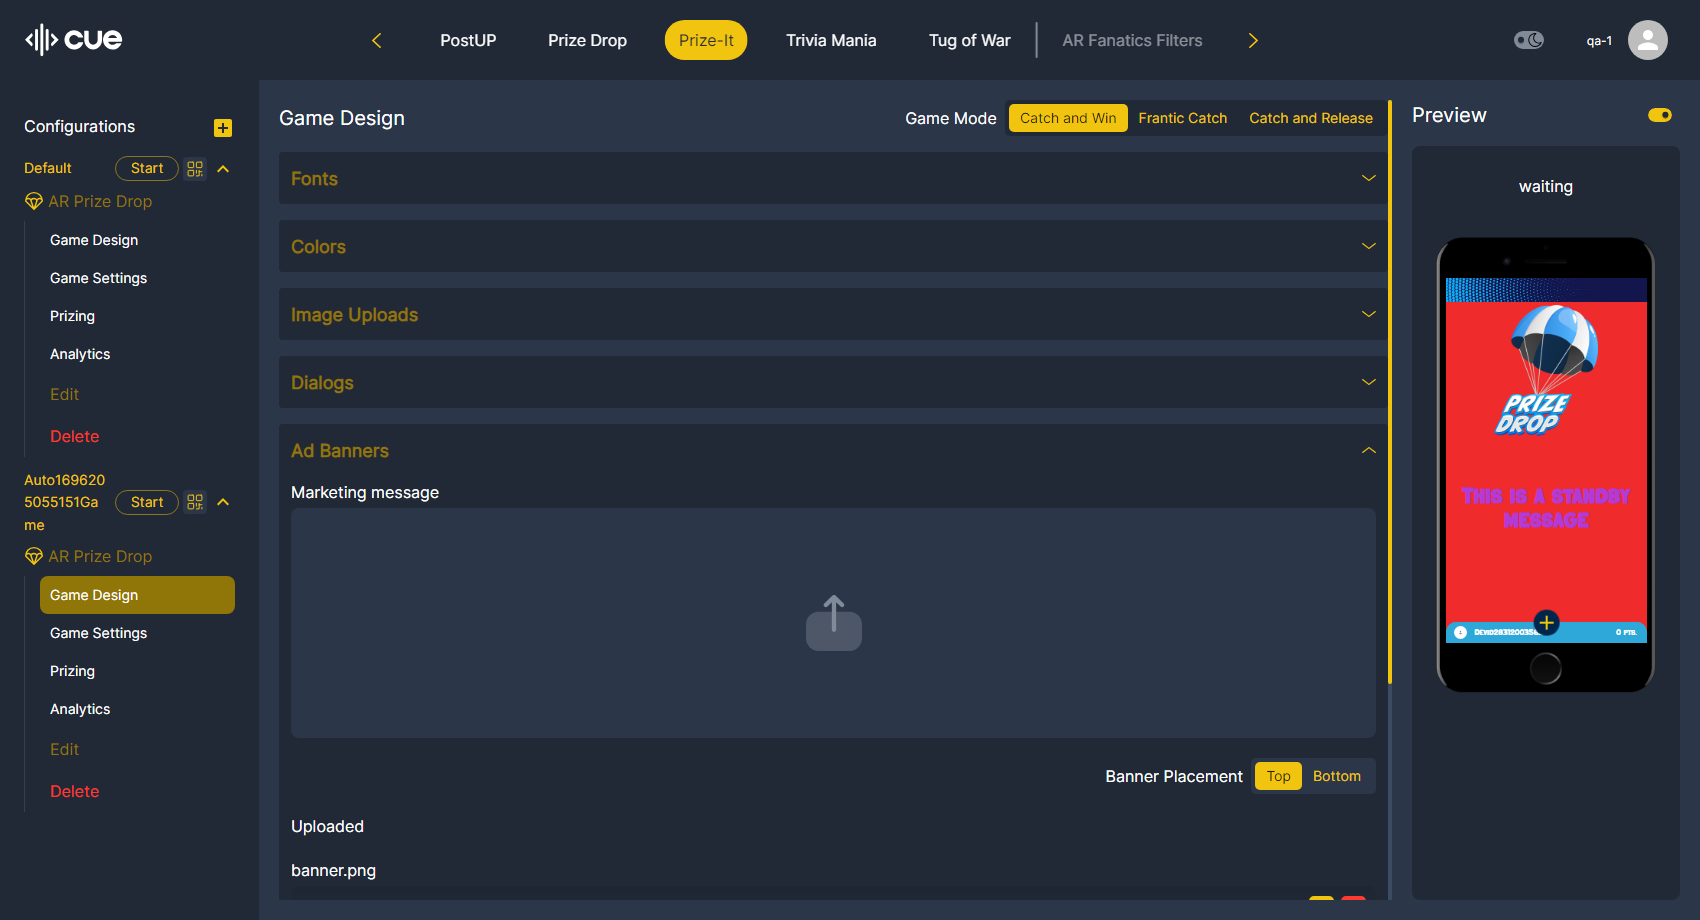 cue
PostUP
Prize Drop
Prize-It
Trivia Mania
Tug of War
AR Fanatics Filters
qa-1
Configurations
Default
Start
AR Prize Drop
Game Design
Game Settings
Prizing
Analytics
Edit
Delete
Auto169620
5055151Ga
me
Start
AR Prize Drop
Game Design
Game Settings
Prizing
Analytics
Edit
Delete
Game Design
Game Mode
Catch and Win
Frantic Catch
Catch and Release
Fonts
Colors
Image Uploads
Dialogs
Ad Banners
Marketing message
Banner Placement
Top
Bottom
Uploaded
banner.png
Preview
waiting
PRIZE
DROP
THIS IS A STANDBY
MESSAGE
0 PTS.